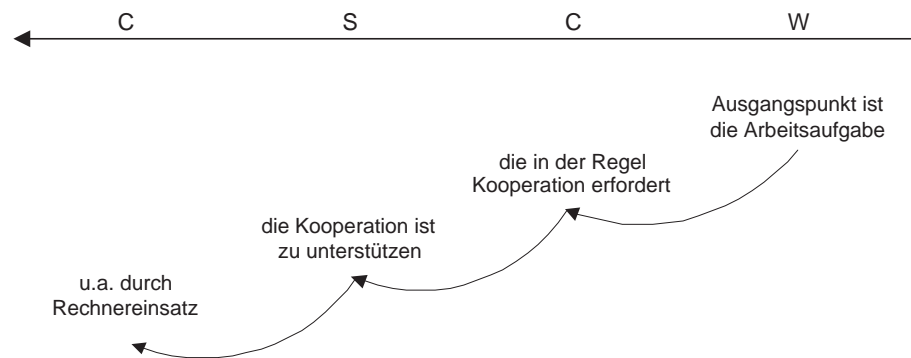 C S C W
Ausgangspunkt ist
die Arbeitsaufgabe
die in der Regel
Kooperation erfordert
die Kooperation ist
zu unterstützen
u.a. durch
Rechnereinsatz